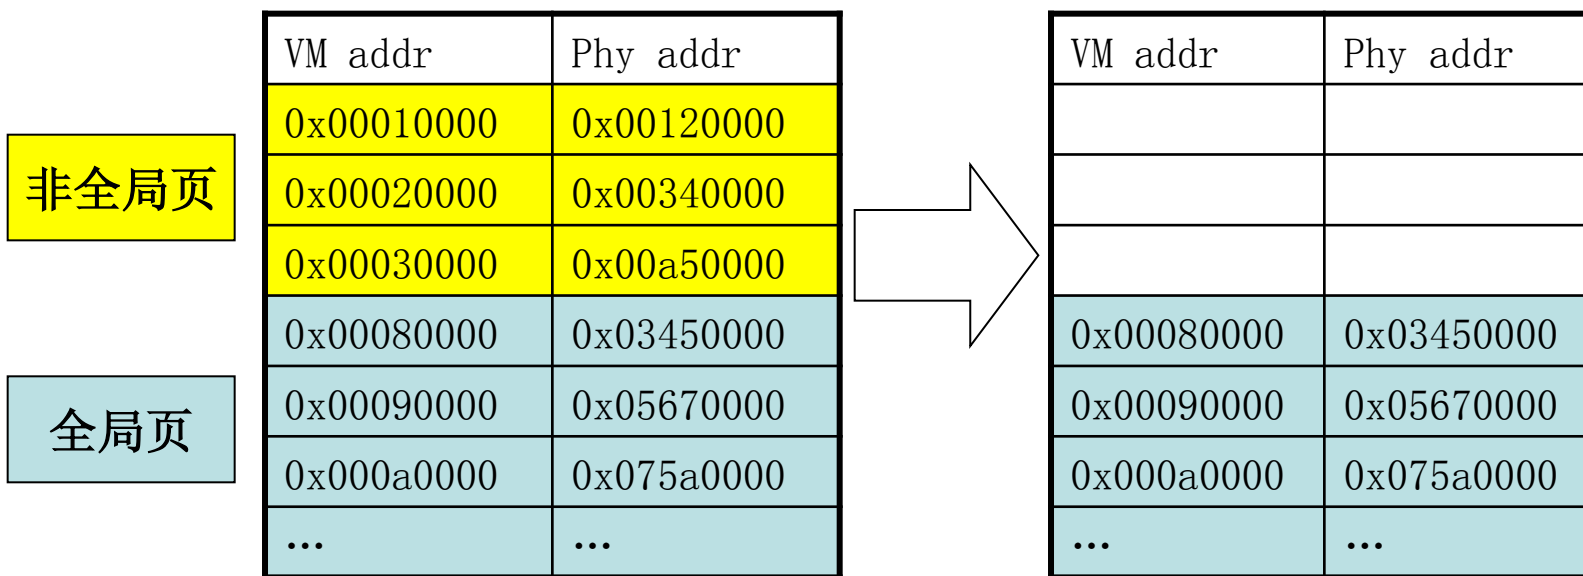 VM addr Phy addr
0x00010000 0x00120000
0x00020000 0x00340000
0x00030000 0x00a50000
0x00080000 0x03450000
0x00090000 0x05670000
0x000a0000 0x075a0000
… …
非全局页
全局页
VM addr Phy addr
0x00080000 0x03450000
0x00090000 0x05670000
0x000a0000 0x075a0000
… …